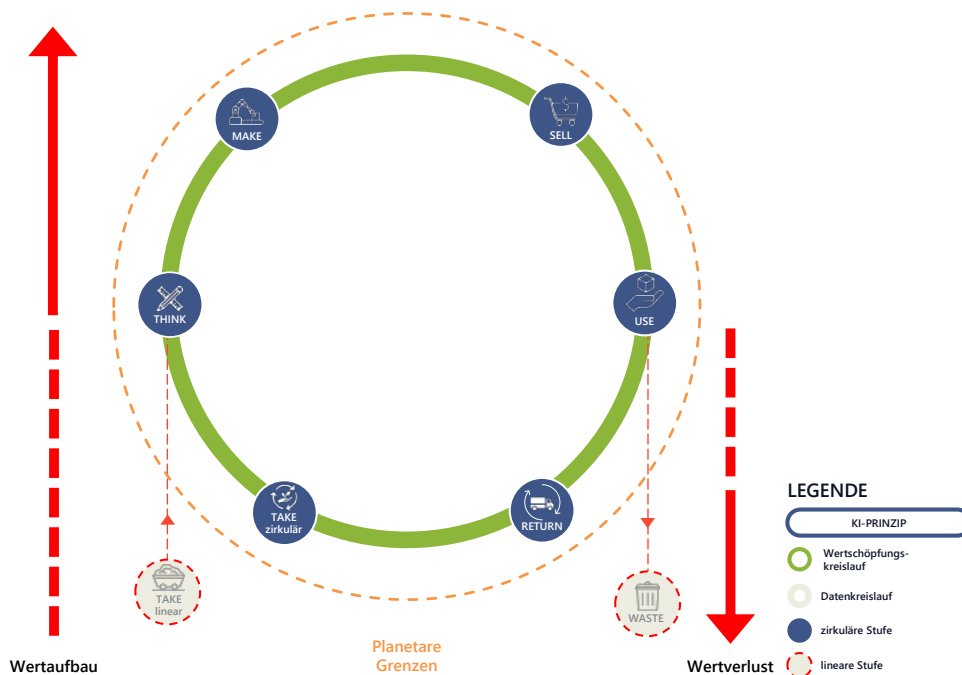 MAKE
SELL
THINK
USE
TAKE
zirkulär
RETURN
TAKE
linear
WASTE
Wertaufbau
Planetare
Grenzen
Wertverlust
LEGENDE
KI-PRINZIP
Wertschöpfungs-
kreislauf
Datenkreislauf
zirkuläre Stufe
lineare Stufe